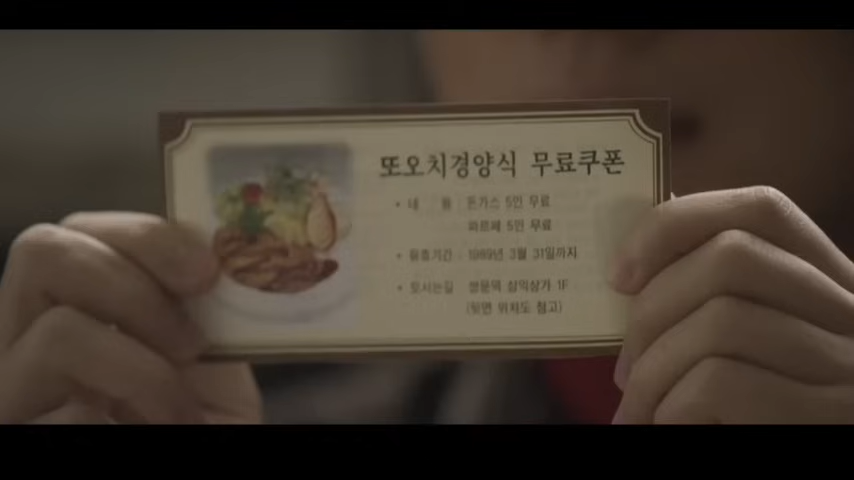 또오치경양식 무료쿠폰
• 내 용 : 돈가스 5인 무료
파르페 5인 무료
• 유효기간 : 1989년 3월 31일까지
• 오시는길 : 쌍문역 삼익상가 1F
(뒷면 위치도 참고)